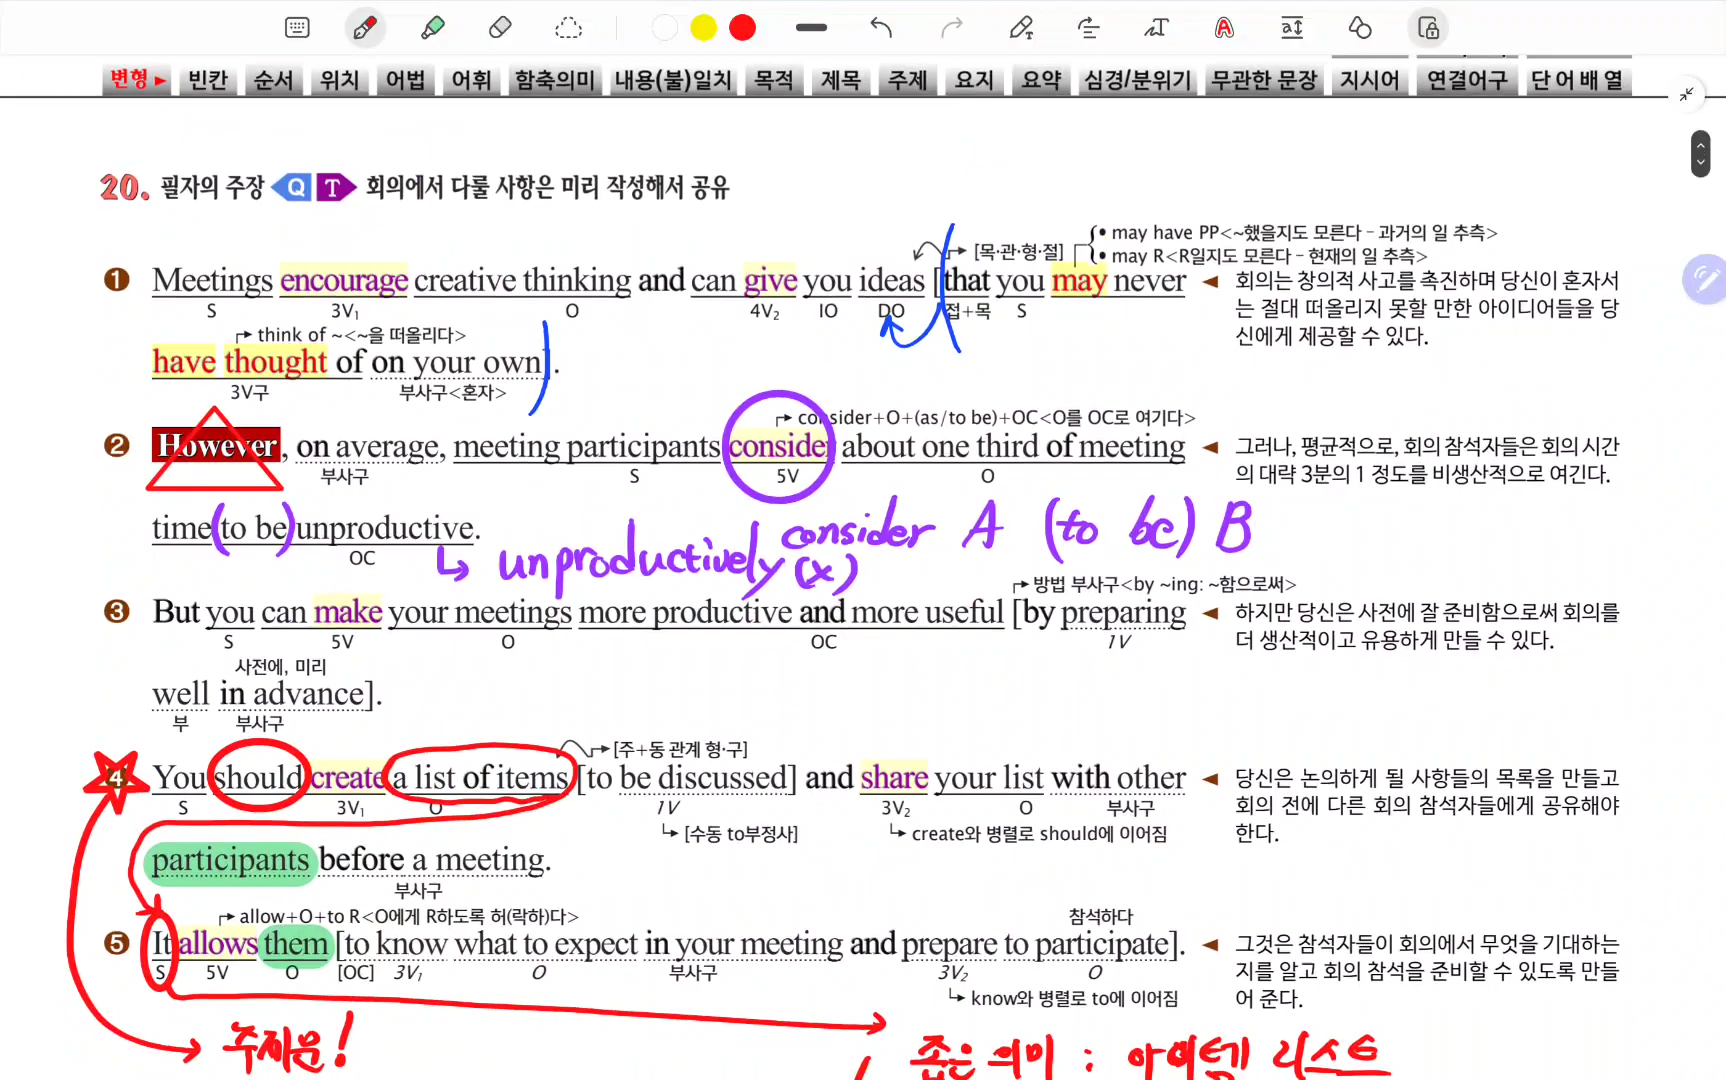 변형 ► 빈칸 순서 위치 어법 어휘 함축의미 내용(불)일치 목적 제목 주제 요지 요약 심경/분위기 무관한 문장 지시어 연결어구 단어배열
20. 필자의 주장 Q T 회의에서 다룰 사항은 미리 작성해서 공유
• may have PP<~했을지도 모른다 – 과거의 일 추측>
[목·관·형·절] • may R<R일지도 모른다 – 현재의 일 추측>
❶ Meetings encourage creative thinking and can give you ideas [that you may never ◄ 회의는 창의적 사고를 촉진하며 당신이 혼자서
S 3V₁ O 4V₂ IO DO 접+목 S 는 절대 떠올리지 못할 만한 아이디어들을 당
think of ~<~을 떠올리다> 신에게 제공할 수 있다.
have thought of on your own].
3V구 부사구<혼자>
consider+O+(as/to be)+OC<O를 OC로 여기다>
❷ However, on average, meeting participants consider about one third of meeting ◄ 그러나, 평균적으로, 회의 참석자들은 회의 시간
부사구 S 5V O 의 대략 3분의 1 정도를 비생산적으로 여긴다.
time (to be) unproductive.
OC
consider A (to be) B
unproductively (x)
방법 부사구<by ~ing: ~함으로써>
❸ But you can make your meetings more productive and more useful [by preparing ◄ 하지만 당신은 사전에 잘 준비함으로써 회의를
S 5V O OC 1V 더 생산적이고 유용하게 만들 수 있다.
사전에, 미리
well in advance].
부 부사구
[주+동 관계 형·구]
❹ You should create a list of items [to be discussed] and share your list with other ◄ 당신은 논의하게 될 사항들의 목록을 만들고
S 3V₁ O 1V 3V₂ O 부사구 회의 전에 다른 회의 참석자들에게 공유해야
[수동 to부정사] create와 병렬로 should에 이어짐 한다.
participants before a meeting.
부사구
allow+O+to R<O에게 R하도록 허(락하)다> 참석하다
❺ It allows them [to know what to expect in your meeting and prepare to participate]. ◄ 그것은 참석자들이 회의에서 무엇을 기대하는
S 5V O [OC] 3V₁ O 부사구 3V₂ O 지를 알고 회의 참석을 준비할 수 있도록 만들
know와 병렬로 to에 이어짐 어 준다.
주제문!
좁은 의미 : 아이템 리스트